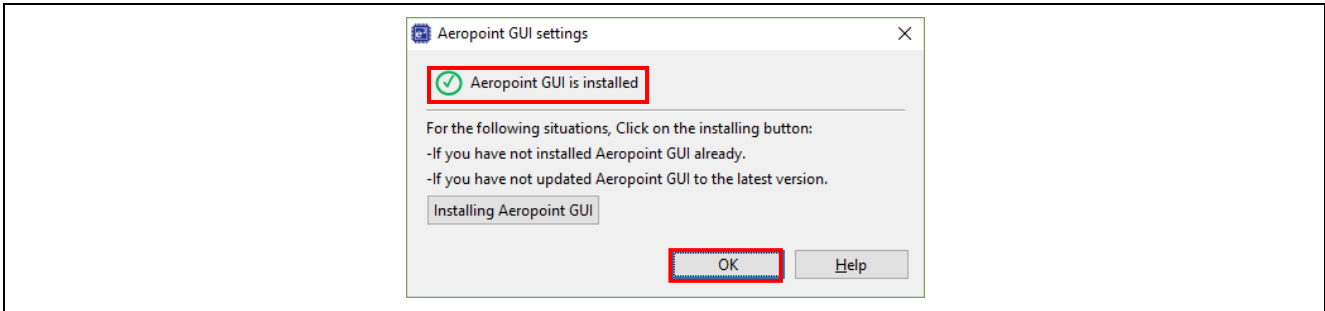 Aeropoint GUI settings
Aeropoint GUI is installed
For the following situations, Click on the installing button:
-If you have not installed Aeropoint GUI already.
-If you have not updated Aeropoint GUI to the latest version.
Installing Aeropoint GUI
OK
Help